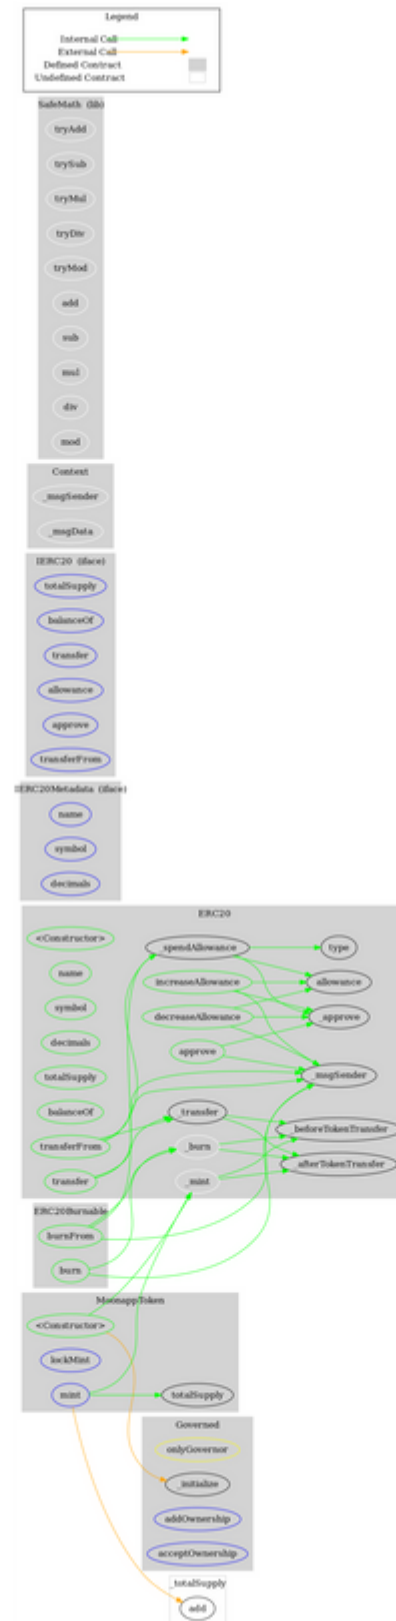 Legend
Internal Call
External Call
Defined Contract
Undefined Contract
SafeMath (lib)
tryAdd
trySub
tryMul
tryDiv
tryMod
add
sub
mul
div
mod
Context
_msgSender
_msgData
IERC20 (iface)
totalSupply
balanceOf
transfer
allowance
approve
transferFrom
IERC20Metadata (iface)
name
symbol
decimals
ERC20
<Constructor>
name
symbol
decimals
totalSupply
balanceOf
transferFrom
transfer
_spendAllowance
increaseAllowance
decreaseAllowance
approve
_transfer
_burn
_mint
type
allowance
_approve
_msgSender
_beforeTokenTransfer
_afterTokenTransfer
ERC20Burnable
burnFrom
burn
MoonappToken
<Constructor>
lockMint
mint
totalSupply
Governed
onlyGovernor
_initialize
addOwnership
acceptOwnership
_totalSupply
add